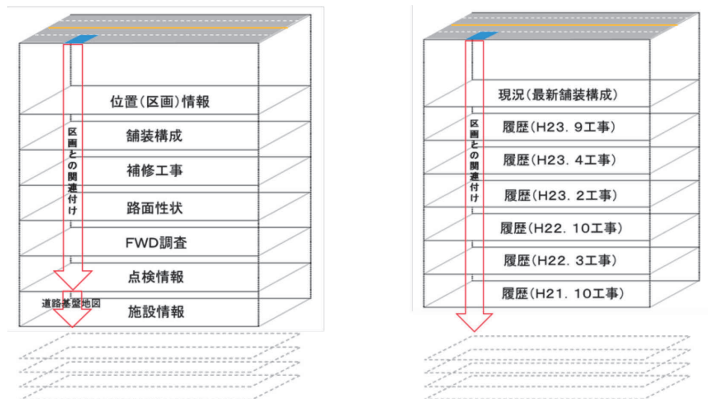 位置(区画)情報
舗装構成
補修工事
路面性状
FWD調査
点検情報
施設情報
区画との関連付け
道路基盤地図
現況(最新舗装構成)
履歴(H23.9工事)
履歴(H23.4工事)
履歴(H23.2工事)
履歴(H22.10工事)
履歴(H22.3工事)
履歴(H21.10工事)
区画との関連付け